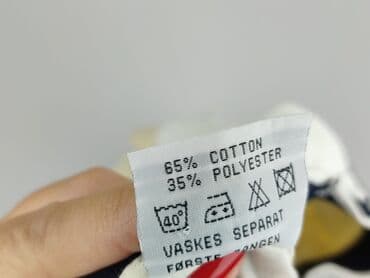 65% COTTON
35% POLYESTER
40°
VASKES SEPARAT
FØRSTE GANGEN